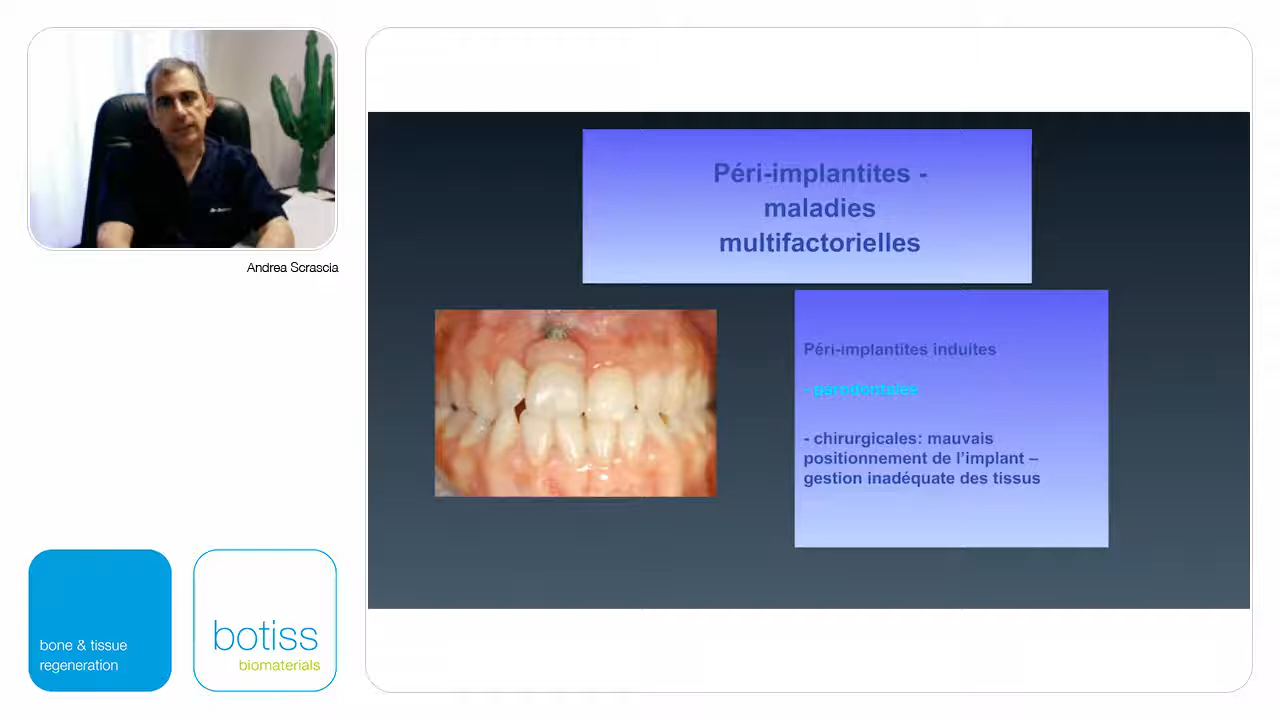 Andrea Scrascia
Péri-implantites -
maladies
multifactorielles
Péri-implantites induites
- parodontales
- chirurgicales: mauvais
positionnement de l'implant –
gestion inadéquate des tissus
bone & tissue
regeneration
botiss
biomaterials